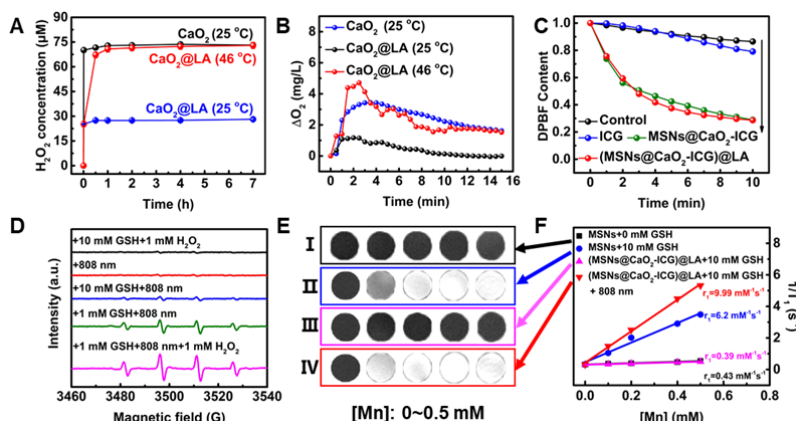 A
H₂O₂ concentration (μM)
90
75
60
45
30
15
0
CaO₂ (25 °C)
CaO₂@LA (46 °C)
CaO₂@LA (25 °C)
0 1 2 3 4 5 6 7
Time (h)
B
ΔO₂ (mg/L)
8
6
4
2
0
CaO₂ (25 °C)
CaO₂@LA (25 °C)
CaO₂@LA (46 °C)
0 2 4 6 8 10 12 14 16
Time (min)
C
DPBF Content
1.0
0.8
0.6
0.4
0.2
0.0
Control
ICG MSNs@CaO₂-ICG
(MSNs@CaO₂-ICG)@LA
0 2 4 6 8 10
Time (min)
D
Intensity (a.u.)
+10 mM GSH+1 mM H₂O₂
+808 nm
+10 mM GSH+808 nm
+1 mM GSH+808 nm
+1 mM GSH+808 nm+1 mM H₂O₂
3460 3480 3500 3520 3540
Magnetic field (G)
E
I
II
III
IV
[Mn]: 0~0.5 mM
F
MSNs+0 mM GSH
MSNs+10 mM GSH
(MSNs@CaO₂-ICG)@LA+10 mM GSH
(MSNs@CaO₂-ICG)@LA+10 mM GSH
+ 808 nm
r₁=9.99 mM⁻¹s⁻¹
r₁=6.2 mM⁻¹s⁻¹
r₁=0.39 mM⁻¹s⁻¹
r₁=0.43 mM⁻¹s⁻¹
8
6
4
2
0
0.0 0.2 0.4 0.6
[Mn] (mM)